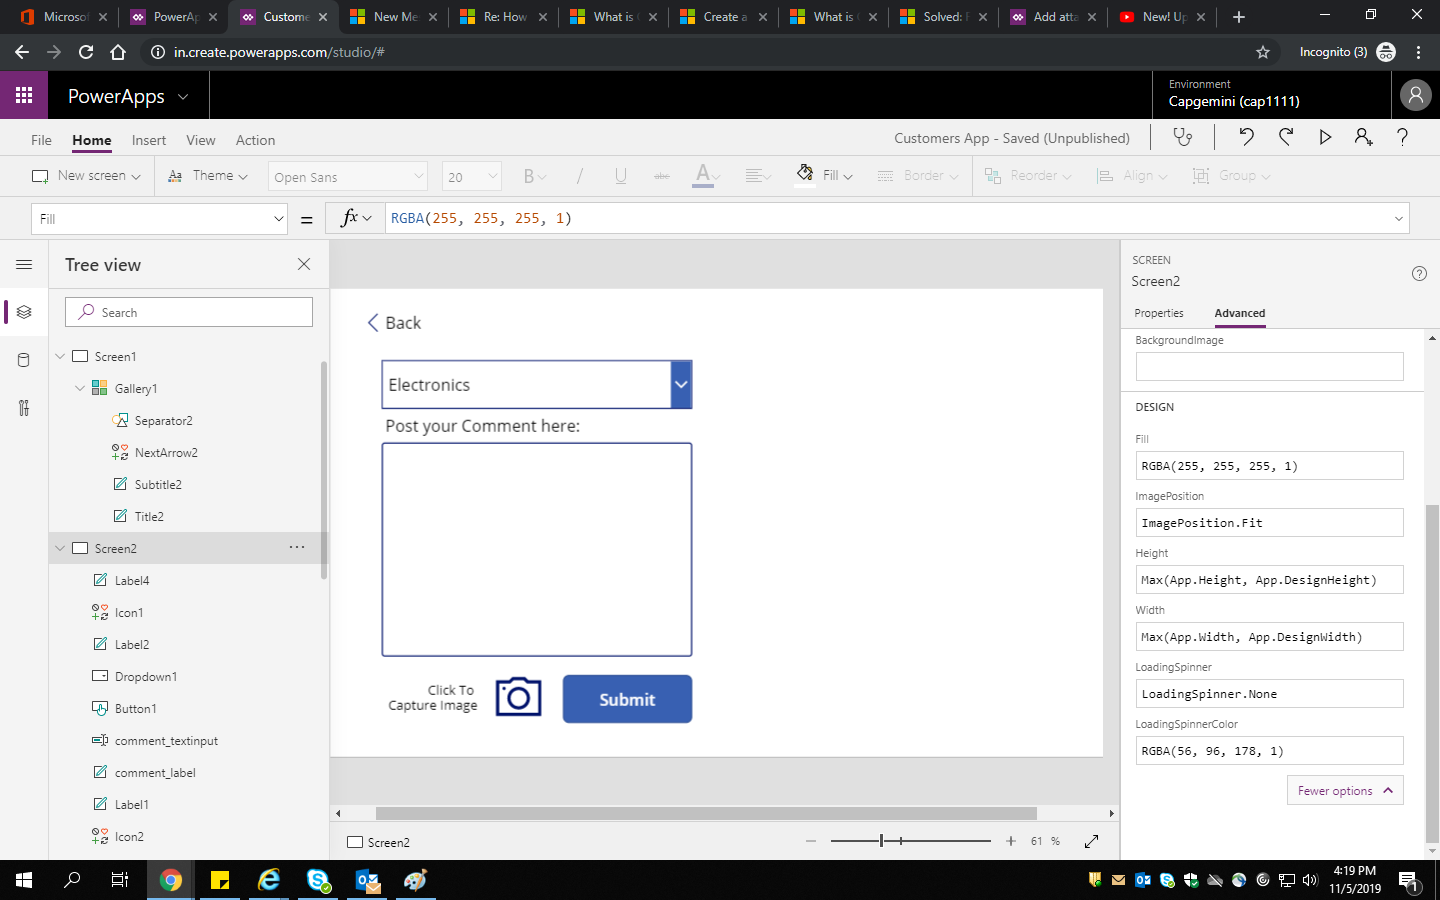 Microsof
PowerAp
Custome
New Me
Re: How
What is
Create a
What is
Solved:
Add atta
New! Up
in.create.powerapps.com/studio/#
Incognito (3)
PowerApps
Environment
Capgemini (cap1111)
File
Home
Insert
View
Action
Customers App - Saved (Unpublished)
New screen
Theme
Open Sans
20
B
/
U
abc
A
Fill
Border
Reorder
Align
Group
Fill
=
fx
RGBA(255, 255, 255, 1)
Tree view
Search
Screen1
Gallery1
Separator2
NextArrow2
Subtitle2
Title2
Screen2
Label4
Icon1
Label2
Dropdown1
Button1
comment_textinput
comment_label
Label1
Icon2
Back
Electronics
Post your Comment here:
Click To
Capture Image
Submit
Screen2
61 %
SCREEN
Screen2
Properties
Advanced
BackgroundImage
DESIGN
Fill
RGBA(255, 255, 255, 1)
ImagePosition
ImagePosition.Fit
Height
Max(App.Height, App.DesignHeight)
Width
Max(App.Width, App.DesignWidth)
LoadingSpinner
LoadingSpinner.None
LoadingSpinnerColor
RGBA(56, 96, 178, 1)
Fewer options
4:19 PM
11/5/2019
1